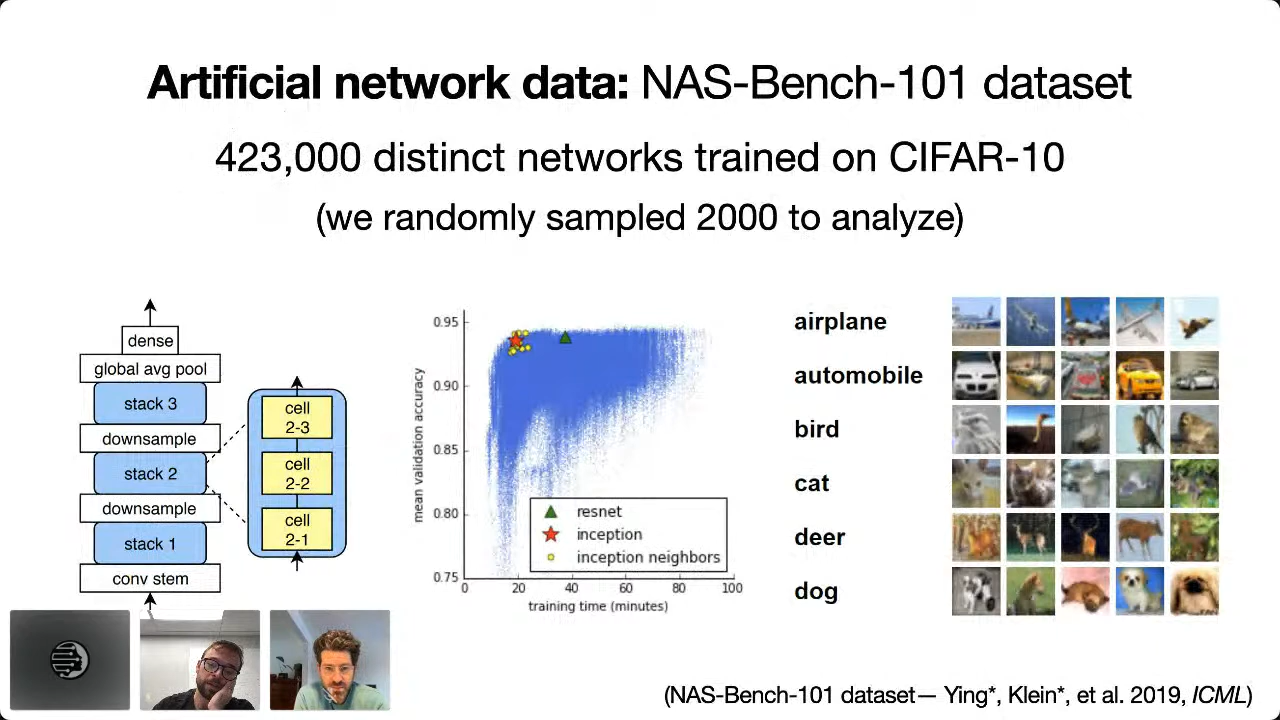 Artificial network data: NAS-Bench-101 dataset
423,000 distinct networks trained on CIFAR-10
(we randomly sampled 2000 to analyze)
dense
global avg pool
stack 3
downsample
stack 2
downsample
stack 1
conv stem
cell
2-3
cell
2-2
cell
2-1
mean validation accuracy
0.95
0.90
0.85
0.80
0.75
resnet
inception
inception neighbors
0 20 40 60 80 100
training time (minutes)
airplane
automobile
bird
cat
deer
dog
(NAS-Bench-101 dataset— Ying*, Klein*, et al. 2019, ICML)